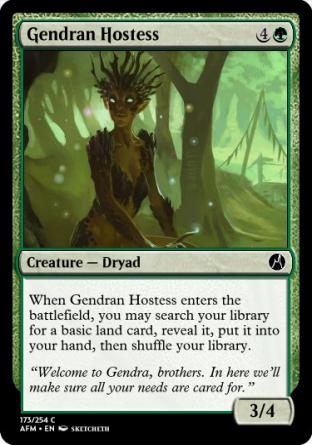 Gendran Hostess 4
Creature — Dryad
When Gendran Hostess enters the
battlefield, you may search your library
for a basic land card, reveal it, put it into
your hand, then shuffle your library.
“Welcome to Gendra, brothers. In here we’ll
make sure all your needs are cared for.”
3/4
173/254 C
AFM • EN SKETCHETH